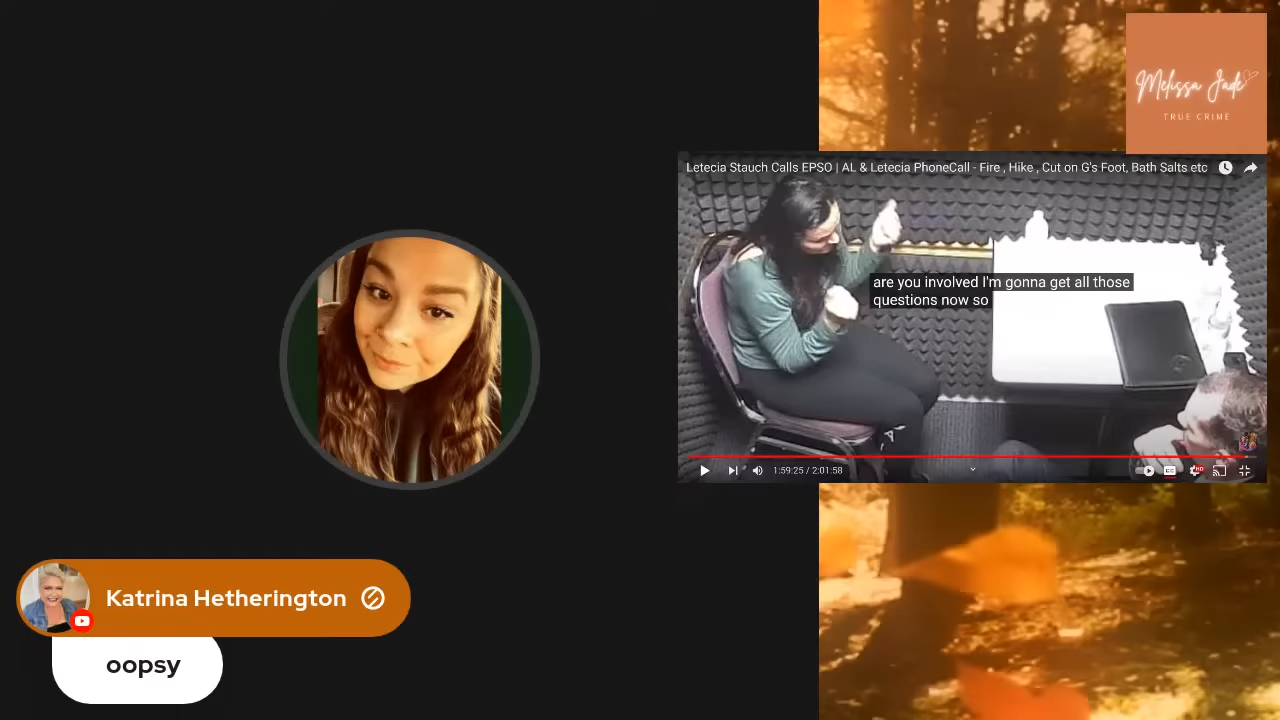 Melissa Jade
TRUE CRIME
Letecia Stauch Calls EPSO | AL & Letecia PhoneCall - Fire , Hike , Cut on G's Foot, Bath Salts etc
are you involved I'm gonna get all those
questions now so
1:59:25 / 2:01:58
CC
HD
Katrina Hetherington
oopsy